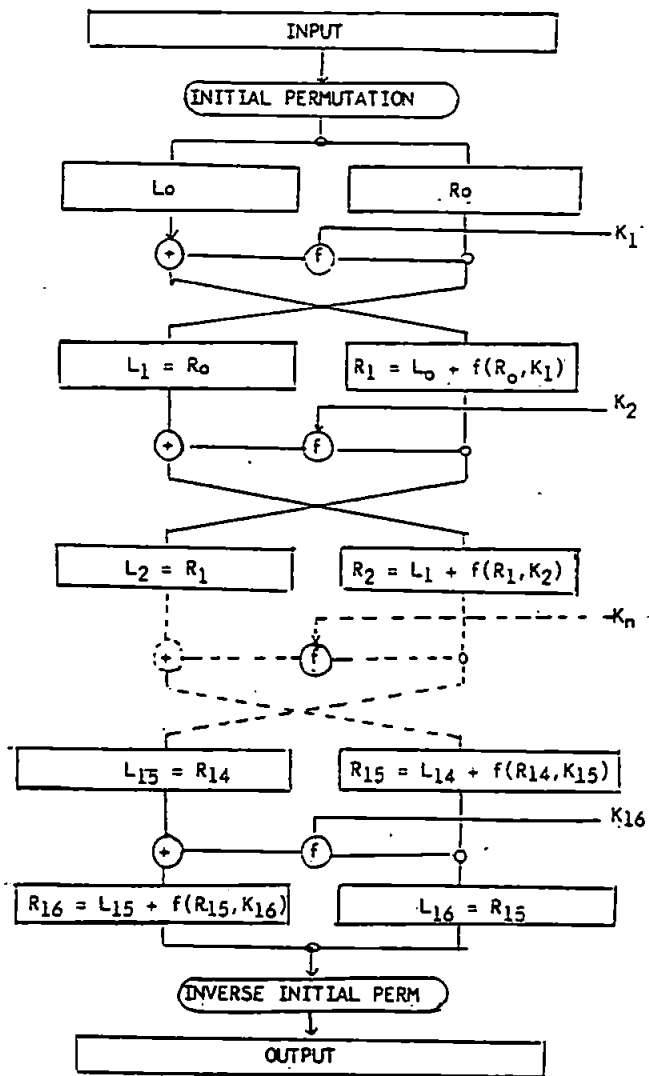 INPUT
INITIAL PERMUTATION
Lo
Ro
K1
+
f
L1 = Ro
R1 = Lo + f(Ro,K1)
K2
+
f
L2 = R1
R2 = L1 + f(R1,K2)
Kn
+
f
L15 = R14
R15 = L14 + f(R14,K15)
K16
+
f
R16 = L15 + f(R15,K16)
L16 = R15
INVERSE INITIAL PERM
OUTPUT